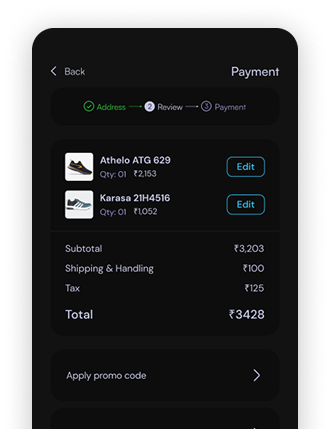 Back
Payment
Address
2 Review
3 Payment
Athelo ATG 629
Qty: 01 ₹2,153
Edit
Karasa 21H4516
Qty: 01 ₹1,052
Edit
Subtotal ₹3,203
Shipping & Handling ₹100
Tax ₹125
Total ₹3428
Apply promo code